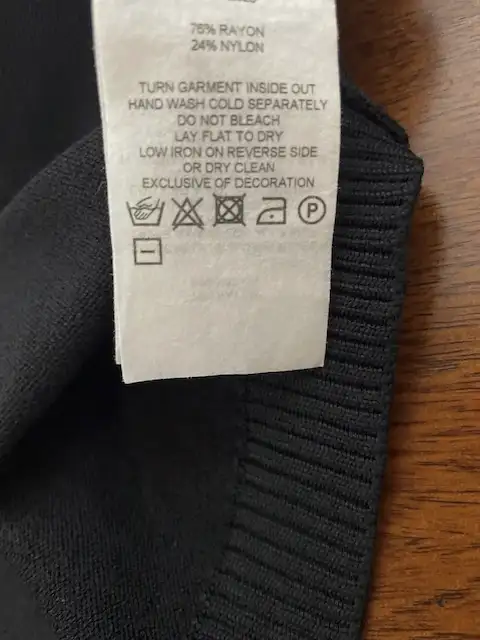 76% RAYON
24% NYLON
TURN GARMENT INSIDE OUT
HAND WASH COLD SEPARATELY
DO NOT BLEACH
LAY FLAT TO DRY
LOW IRON ON REVERSE SIDE
OR DRY CLEAN
EXCLUSIVE OF DECORATION
P